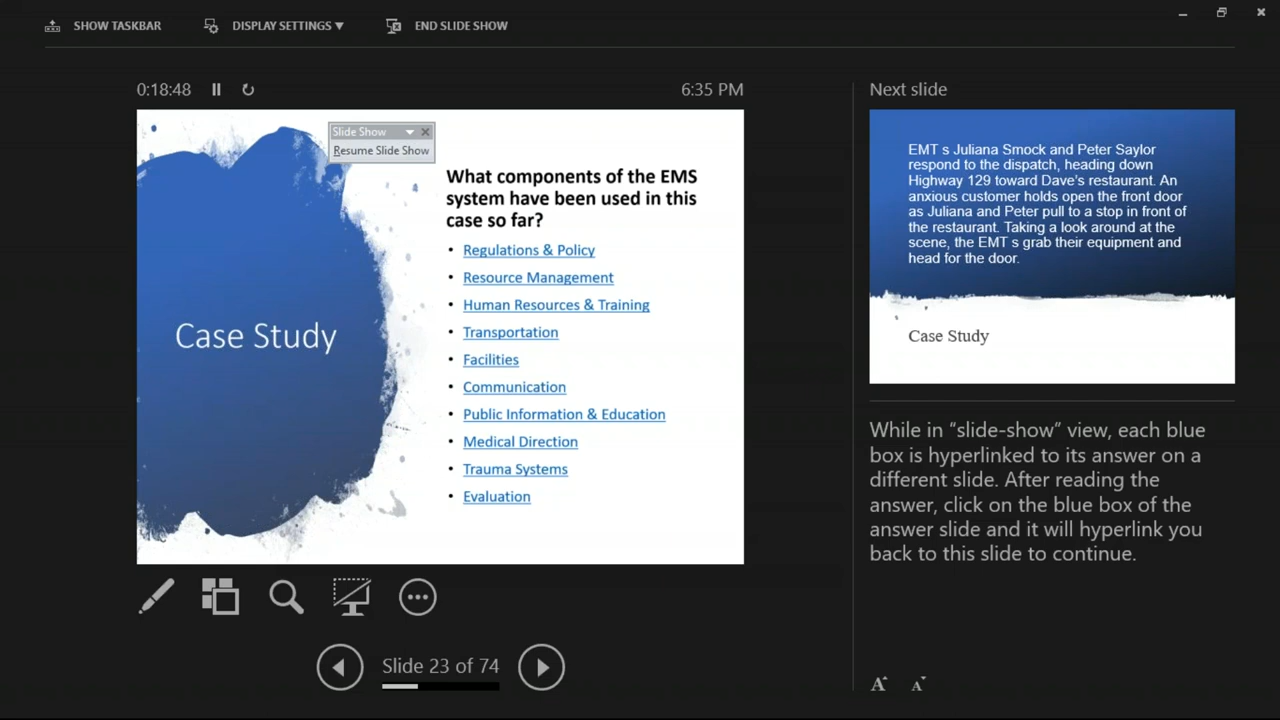 SHOW TASKBAR
DISPLAY SETTINGS ▼
END SLIDE SHOW
0:18:48
6:35 PM
Slide Show
Resume Slide Show
What components of the EMS
system have been used in this
case so far?
• Regulations & Policy
• Resource Management
• Human Resources & Training
• Transportation
• Facilities
• Communication
• Public Information & Education
• Medical Direction
• Trauma Systems
• Evaluation
Case Study
Slide 23 of 74
Next slide
EMT s Juliana Smock and Peter Saylor
respond to the dispatch, heading down
Highway 129 toward Dave's restaurant. An
anxious customer holds open the front door
as Juliana and Peter pull to a stop in front of
the restaurant. Taking a look around at the
scene, the EMT s grab their equipment and
head for the door.
Case Study
While in “slide-show” view, each blue
box is hyperlinked to its answer on a
different slide. After reading the
answer, click on the blue box of the
answer slide and it will hyperlink you
back to this slide to continue.
A A